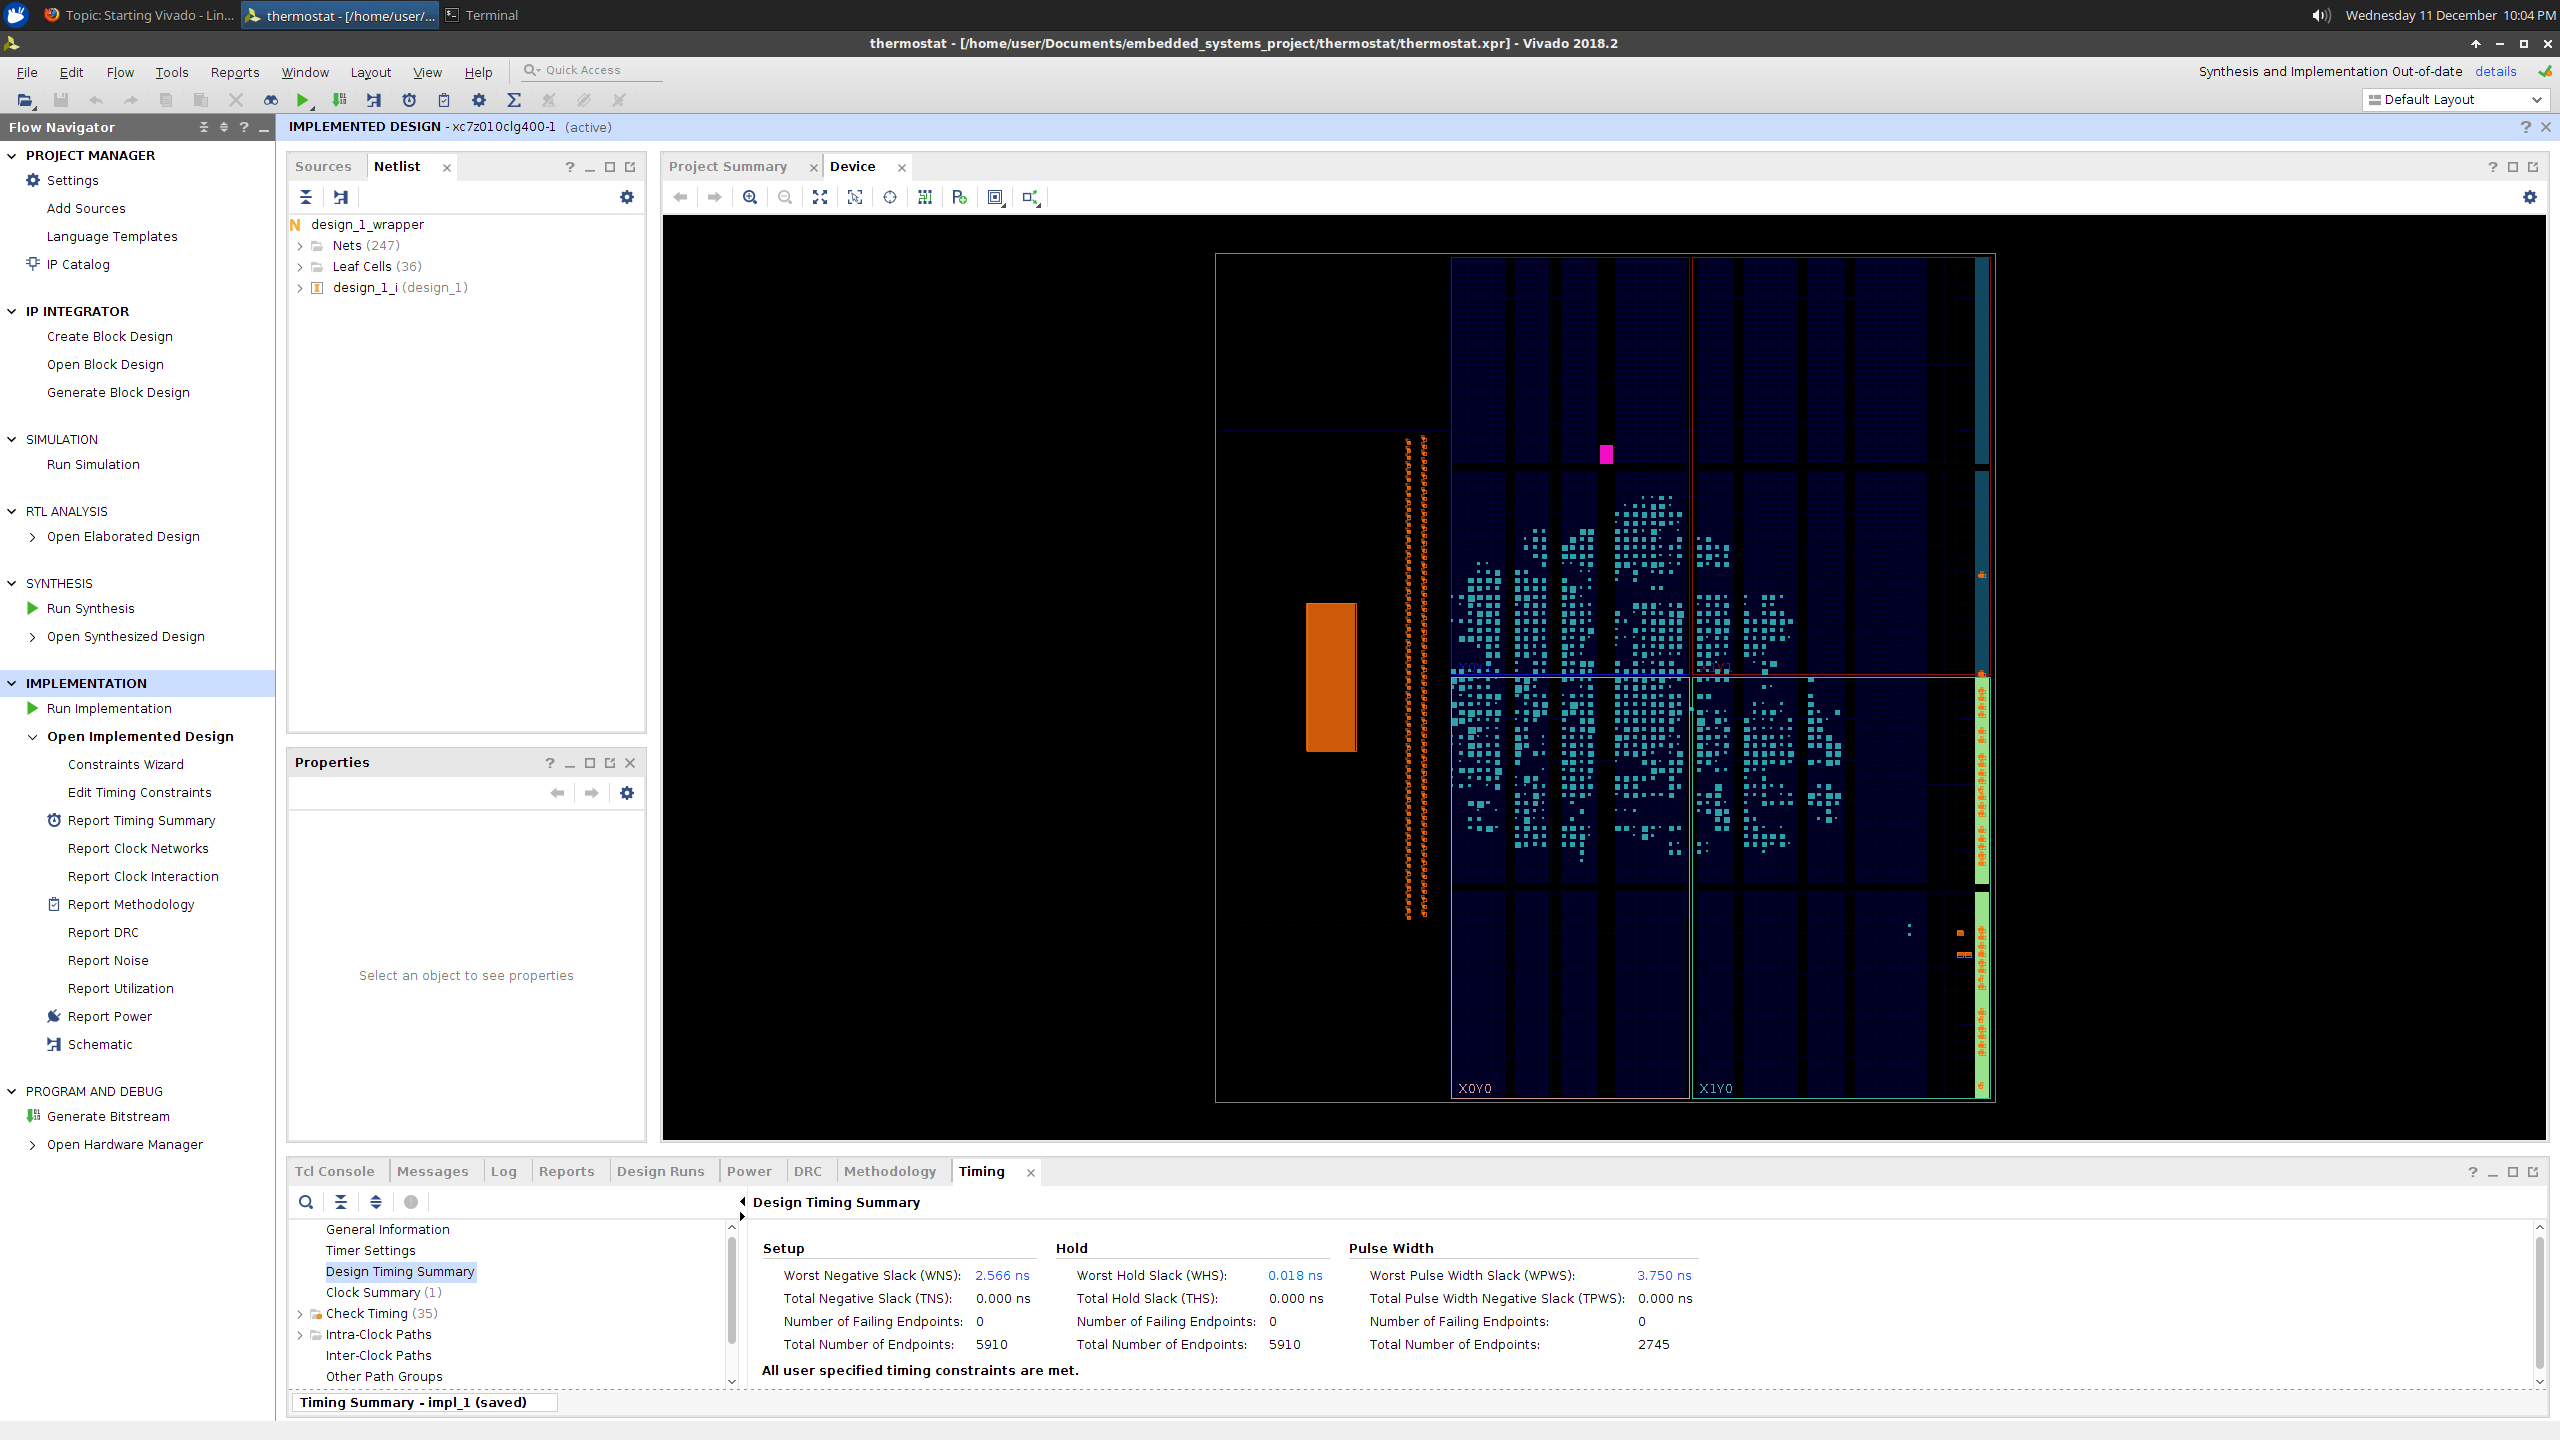 Topic: Starting Vivado - Lin...
thermostat - [/home/user/...
Terminal
Wednesday 11 December 10:04 PM
thermostat - [/home/user/Documents/embedded_systems_project/thermostat/thermostat.xpr] - Vivado 2018.2
File Edit Flow Tools Reports Window Layout View Help
Quick Access
Synthesis and Implementation Out-of-date details
Default Layout
Flow Navigator
IMPLEMENTED DESIGN - xc7z010clg400-1 (active)
PROJECT MANAGER
Settings
Add Sources
Language Templates
IP Catalog
IP INTEGRATOR
Create Block Design
Open Block Design
Generate Block Design
SIMULATION
Run Simulation
RTL ANALYSIS
Open Elaborated Design
SYNTHESIS
Run Synthesis
Open Synthesized Design
IMPLEMENTATION
Run Implementation
Open Implemented Design
Constraints Wizard
Edit Timing Constraints
Report Timing Summary
Report Clock Networks
Report Clock Interaction
Report Methodology
Report DRC
Report Noise
Report Utilization
Report Power
Schematic
PROGRAM AND DEBUG
Generate Bitstream
Open Hardware Manager
Sources Netlist
N design_1_wrapper
Nets (247)
Leaf Cells (36)
design_1_i (design_1)
Properties
Select an object to see properties
Project Summary Device
X0Y0
X1Y0
Tcl Console Messages Log Reports Design Runs Power DRC Methodology Timing
General Information
Timer Settings
Design Timing Summary
Clock Summary (1)
Check Timing (35)
Intra-Clock Paths
Inter-Clock Paths
Other Path Groups
Timing Summary - impl_1 (saved)
Design Timing Summary
Setup
Worst Negative Slack (WNS): 2.566 ns
Total Negative Slack (TNS): 0.000 ns
Number of Failing Endpoints: 0
Total Number of Endpoints: 5910
Hold
Worst Hold Slack (WHS): 0.018 ns
Total Hold Slack (THS): 0.000 ns
Number of Failing Endpoints: 0
Total Number of Endpoints: 5910
Pulse Width
Worst Pulse Width Slack (WPWS): 3.750 ns
Total Pulse Width Negative Slack (TPWS): 0.000 ns
Number of Failing Endpoints: 0
Total Number of Endpoints: 2745
All user specified timing constraints are met.